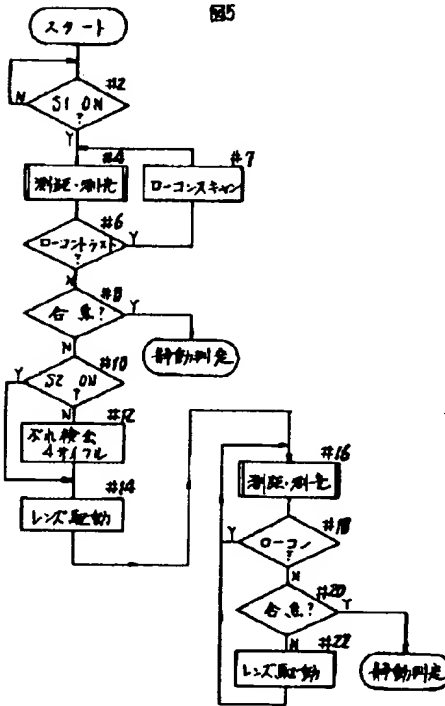 図5
スタート
#2
S1 ON
?
N
Y
#4
測距・測光
#7
ローコンスキャン
#6
ローコントラスト
?
Y
N
#8
合焦?
Y
N
静動判定
#10
S2 ON
?
Y
N
#12
ぶれ検出
4サイクル
#14
レンズ駆動
#16
測距・測光
#18
ローコン
?
Y
N
#20
合焦?
Y
N
#22
レンズ駆動
静動判定